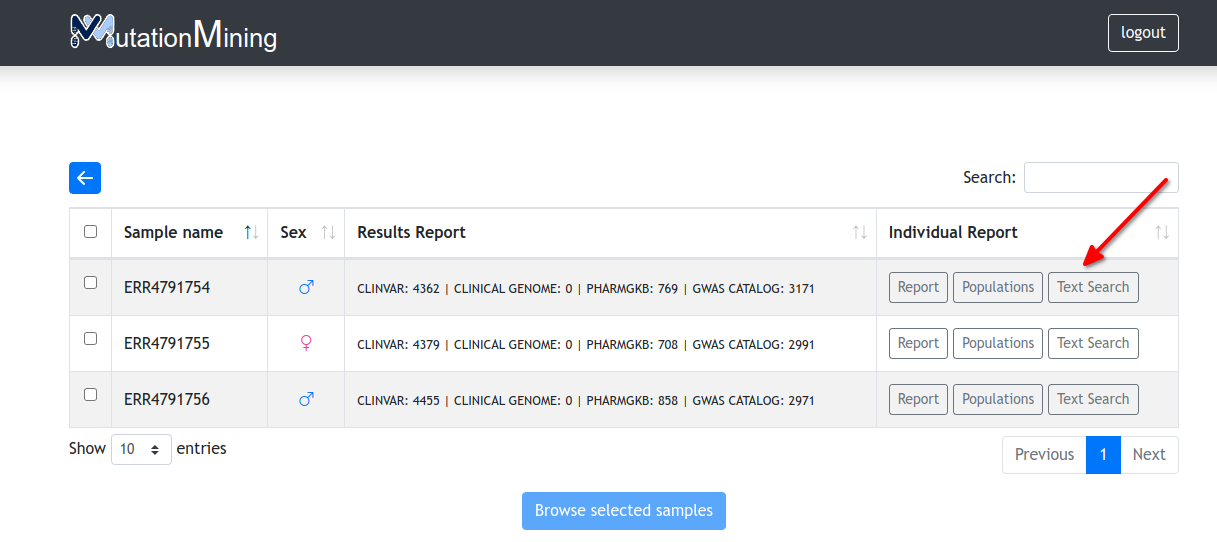 MutationMining
logout
Search:
Sample name Sex Results Report Individual Report
ERR4791754 CLINVAR: 4362 | CLINICAL GENOME: 0 | PHARMGKB: 769 | GWAS CATALOG: 3171 Report Populations Text Search
ERR4791755 CLINVAR: 4379 | CLINICAL GENOME: 0 | PHARMGKB: 708 | GWAS CATALOG: 2991 Report Populations Text Search
ERR4791756 CLINVAR: 4455 | CLINICAL GENOME: 0 | PHARMGKB: 858 | GWAS CATALOG: 2971 Report Populations Text Search
Show 10 entries Previous 1 Next
Browse selected samples